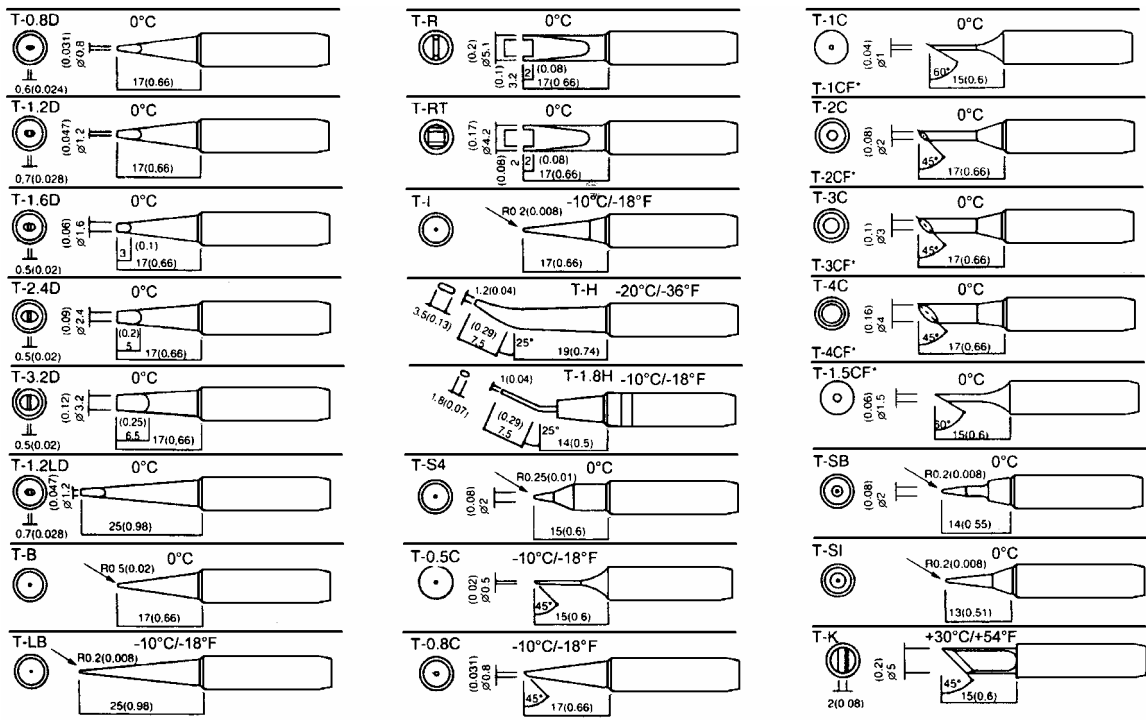 T-0.8D
0°C
(0.031)
ø0.8
17(0.66)
0,6(0.024)
T-1.2D
0°C
(0.047)
ø1.2
17(0.66)
0,7(0.028)
T-1.6D
0°C
(0.06)
ø1.6
3
(0.1)
17(0,66)
0.5(0.02)
T-2.4D
0°C
(0.09)
ø2.4
(0.2)
5
17(0.66)
0.5(0.02)
T-3.2D
0°C
(0.12)
ø3.2
(0.25)
6.5
17(0,66)
0.5(0.02)
T-1.2LD
0°C
(0.047)
ø1.2
25(0.98)
0.7(0.028)
T-B
0°C
R0 5(0.02)
17(0,66)
T-LB
-10°C/-18°F
R0.2(0.008)
25(0.98)
T-R
0°C
(0.2)
ø5.1
(0.1)
3.2
2
(0.08)
17(0 66)
T-RT
0°C
(0.17)
ø4.2
(0.08)
2
2
(0.08)
17(0.66)
T-I
-10°C/-18°F
R0 2(0.008)
17(0.66)
T-H
-20°C/-36°F
1.2(0.04)
3.5(0.13)
(0.29)
7.5
25°
19(0.74)
T-1.8H
-10°C/-18°F
1(0.04)
1.8(0.07)
(0.29)
7.5
25°
14(0.5)
T-S4
0°C
R0.25(0.01)
(0.08)
ø2
15(0.6)
T-0.5C
-10°C/-18°F
(0.02)
ø0.5
45°
15(0 6)
T-0.8C
-10°C/-18°F
(0.031)
ø0.8
45°
17(0.66)
T-1C
0°C
(0.04)
ø1
60°
15(0.6)
T-1CF*
T-2C
0°C
(0.08)
ø2
45°
17(0.66)
T-2CF*
T-3C
0°C
(0.1)
ø3
45°
17(0.66)
T-3CF*
T-4C
0°C
(0.16)
ø4
45°
17(0,66)
T-4CF*
T-1.5CF*
0°C
(0.06)
ø1.5
60°
15(0.6)
T-SB
0°C
R0.2(0.008)
(0.08)
ø2
14(0 55)
T-SI
0°C
R0.2(0.008)
13(0.51)
T-K
+30°C/+54°F
(0.2)
ø5
45°
15(0.6)
2(0 08)